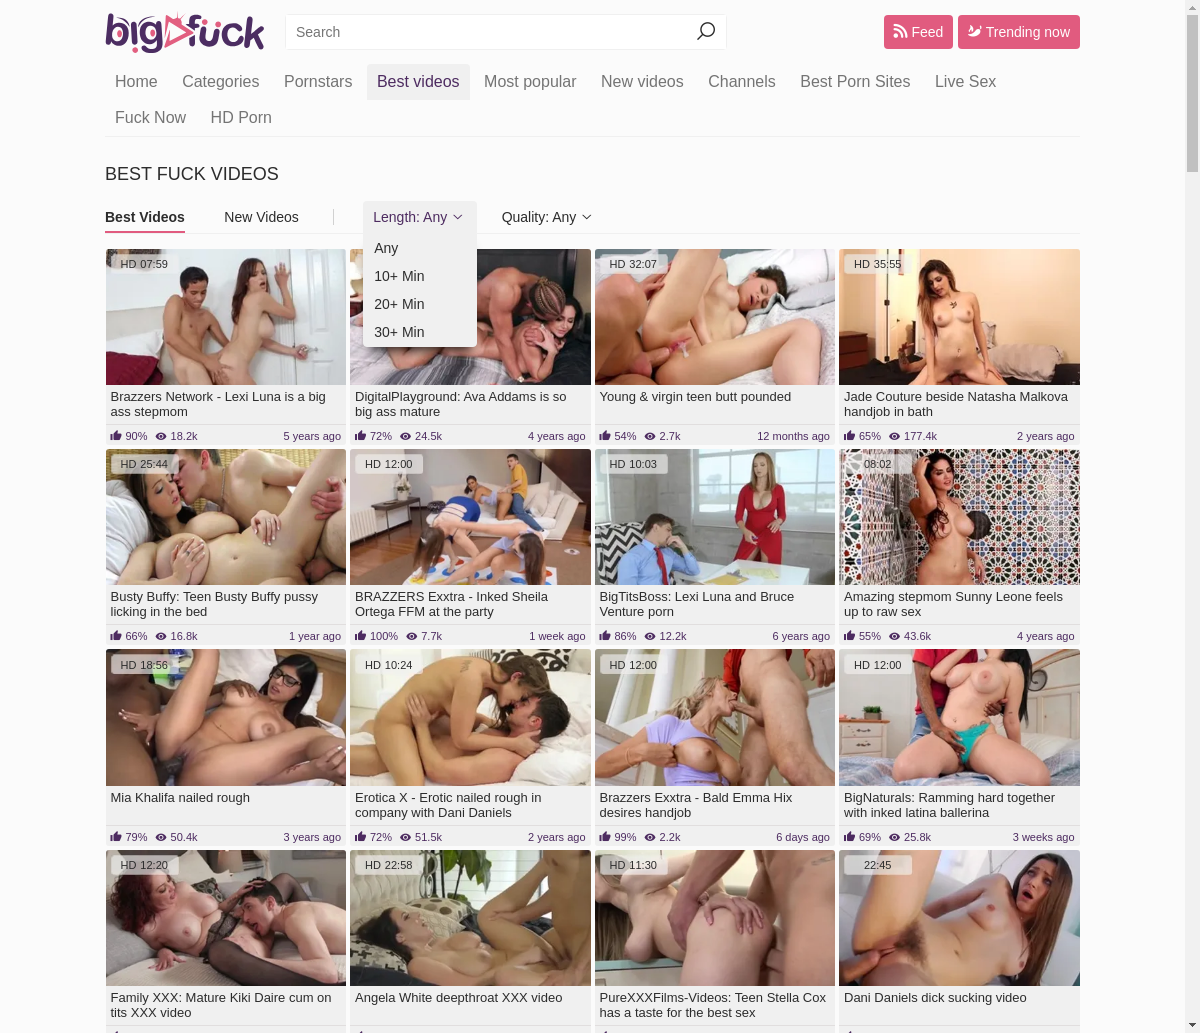 bigfuck
Search
Feed
Trending now
Home Categories Pornstars Best videos Most popular New videos Channels Best Porn Sites Live Sex
Fuck Now HD Porn
BEST FUCK VIDEOS
Best Videos New Videos Length: Any Quality: Any
Any
10+ Min
20+ Min
30+ Min
HD 07:59
HD 32:07
HD 35:55
Brazzers Network - Lexi Luna is a big
ass stepmom
90% 18.2k 5 years ago
DigitalPlayground: Ava Addams is so
big ass mature
72% 24.5k 4 years ago
Young & virgin teen butt pounded
54% 2.7k 12 months ago
Jade Couture beside Natasha Malkova
handjob in bath
65% 177.4k 2 years ago
HD 25:44
HD 12:00
HD 10:03
08:02
Busty Buffy: Teen Busty Buffy pussy
licking in the bed
66% 16.8k 1 year ago
BRAZZERS Exxtra - Inked Sheila
Ortega FFM at the party
100% 7.7k 1 week ago
BigTitsBoss: Lexi Luna and Bruce
Venture porn
86% 12.2k 6 years ago
Amazing stepmom Sunny Leone feels
up to raw sex
55% 43.6k 4 years ago
HD 18:56
HD 10:24
HD 12:00
HD 12:00
Mia Khalifa nailed rough
79% 50.4k 3 years ago
Erotica X - Erotic nailed rough in
company with Dani Daniels
72% 51.5k 2 years ago
Brazzers Exxtra - Bald Emma Hix
desires handjob
99% 2.2k 6 days ago
BigNaturals: Ramming hard together
with inked latina ballerina
69% 25.8k 3 weeks ago
HD 12:20
HD 22:58
HD 11:30
22:45
Family XXX: Mature Kiki Daire cum on
tits XXX video
Angela White deepthroat XXX video
PureXXXFilms-Videos: Teen Stella Cox
has a taste for the best sex
Dani Daniels dick sucking video